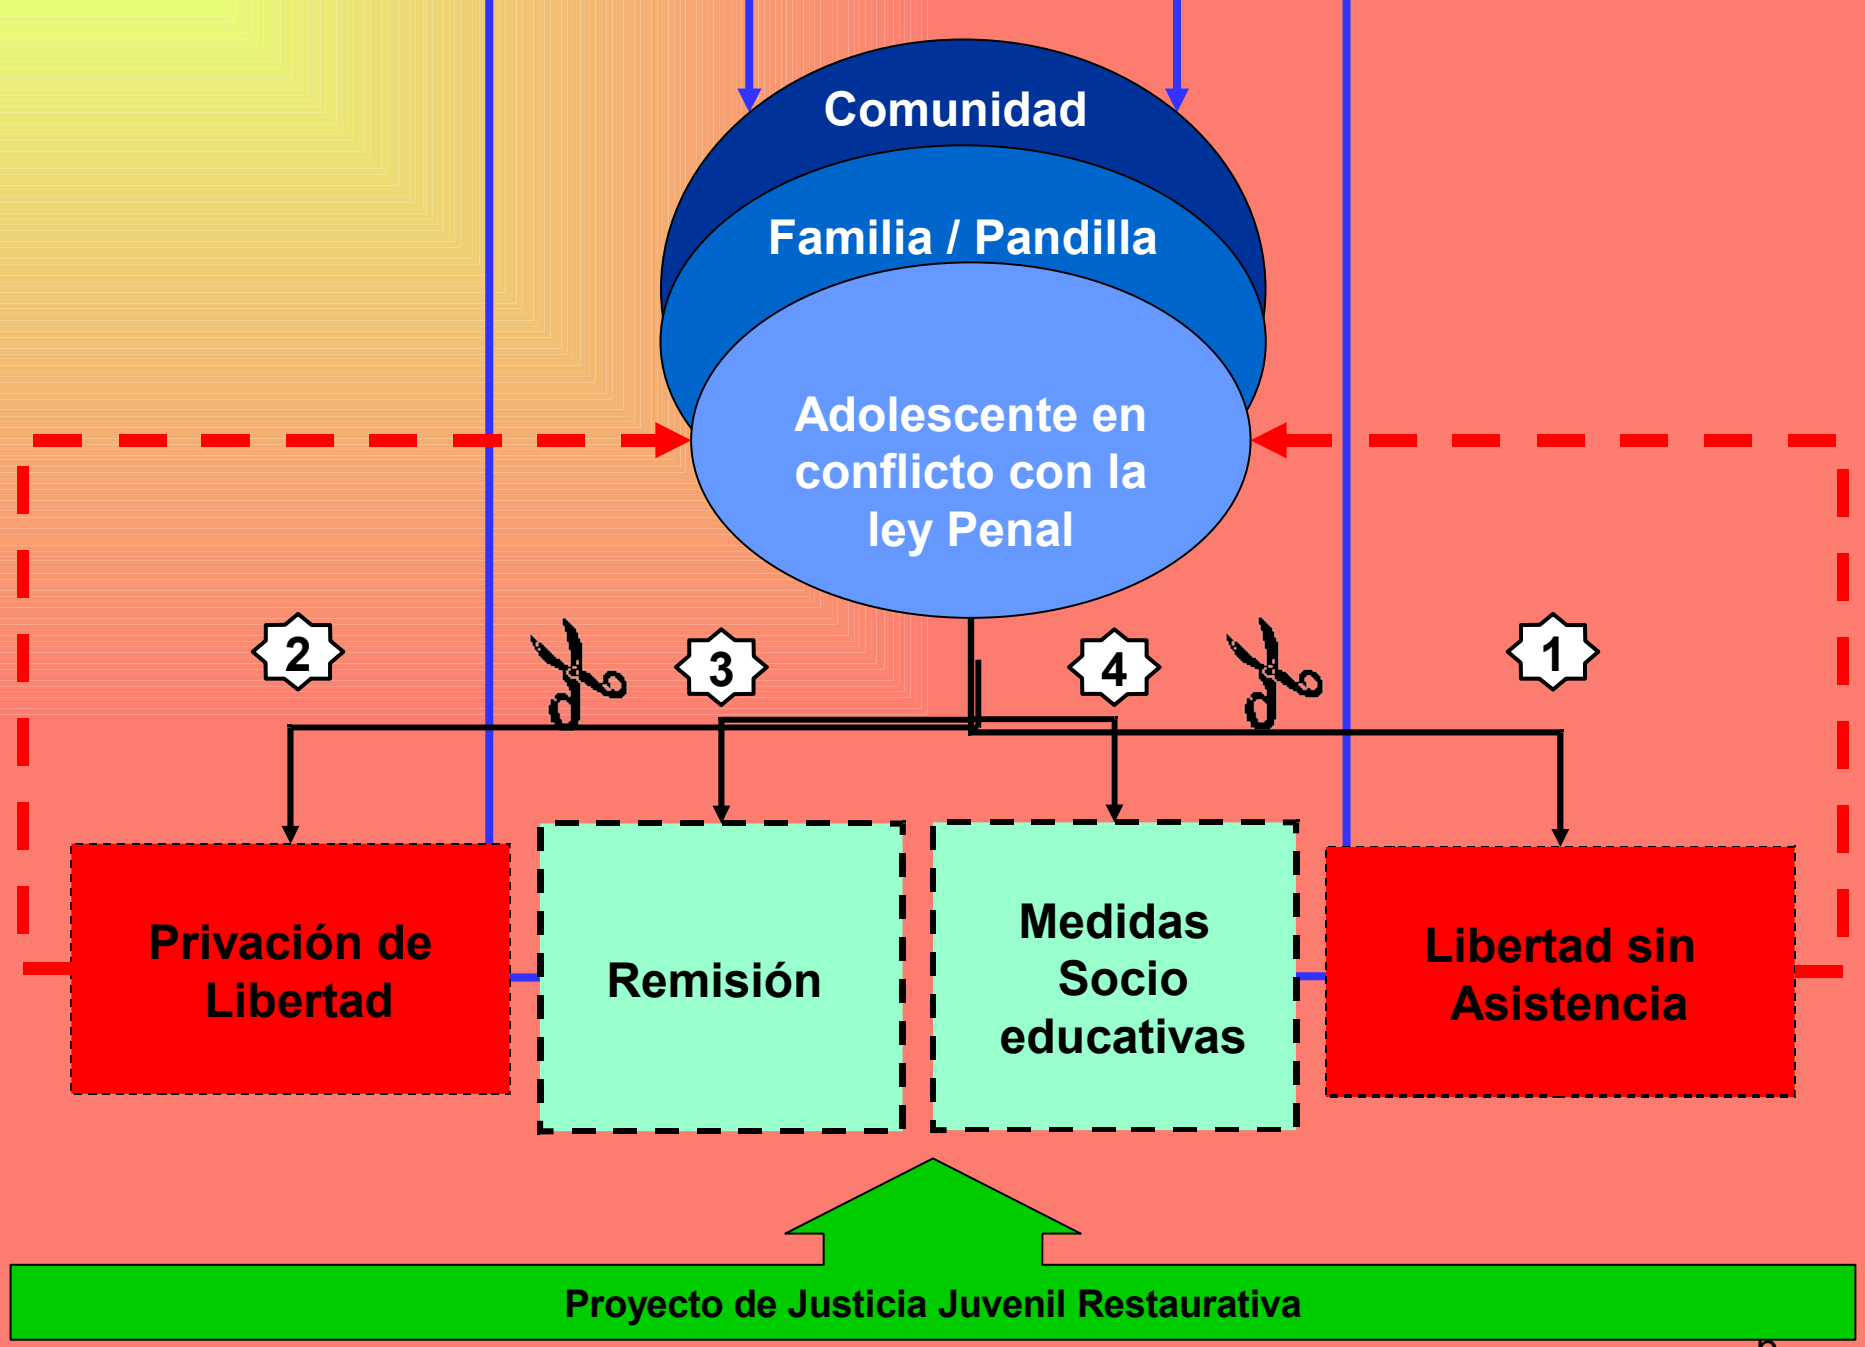 Comunidad
Familia / Pandilla
Adolescente en
conflicto con la
ley Penal
2
3
4
1
Privación de
Libertad
Remisión
Medidas
Socio
educativas
Libertad sin
Asistencia
Proyecto de Justicia Juvenil Restaurativa